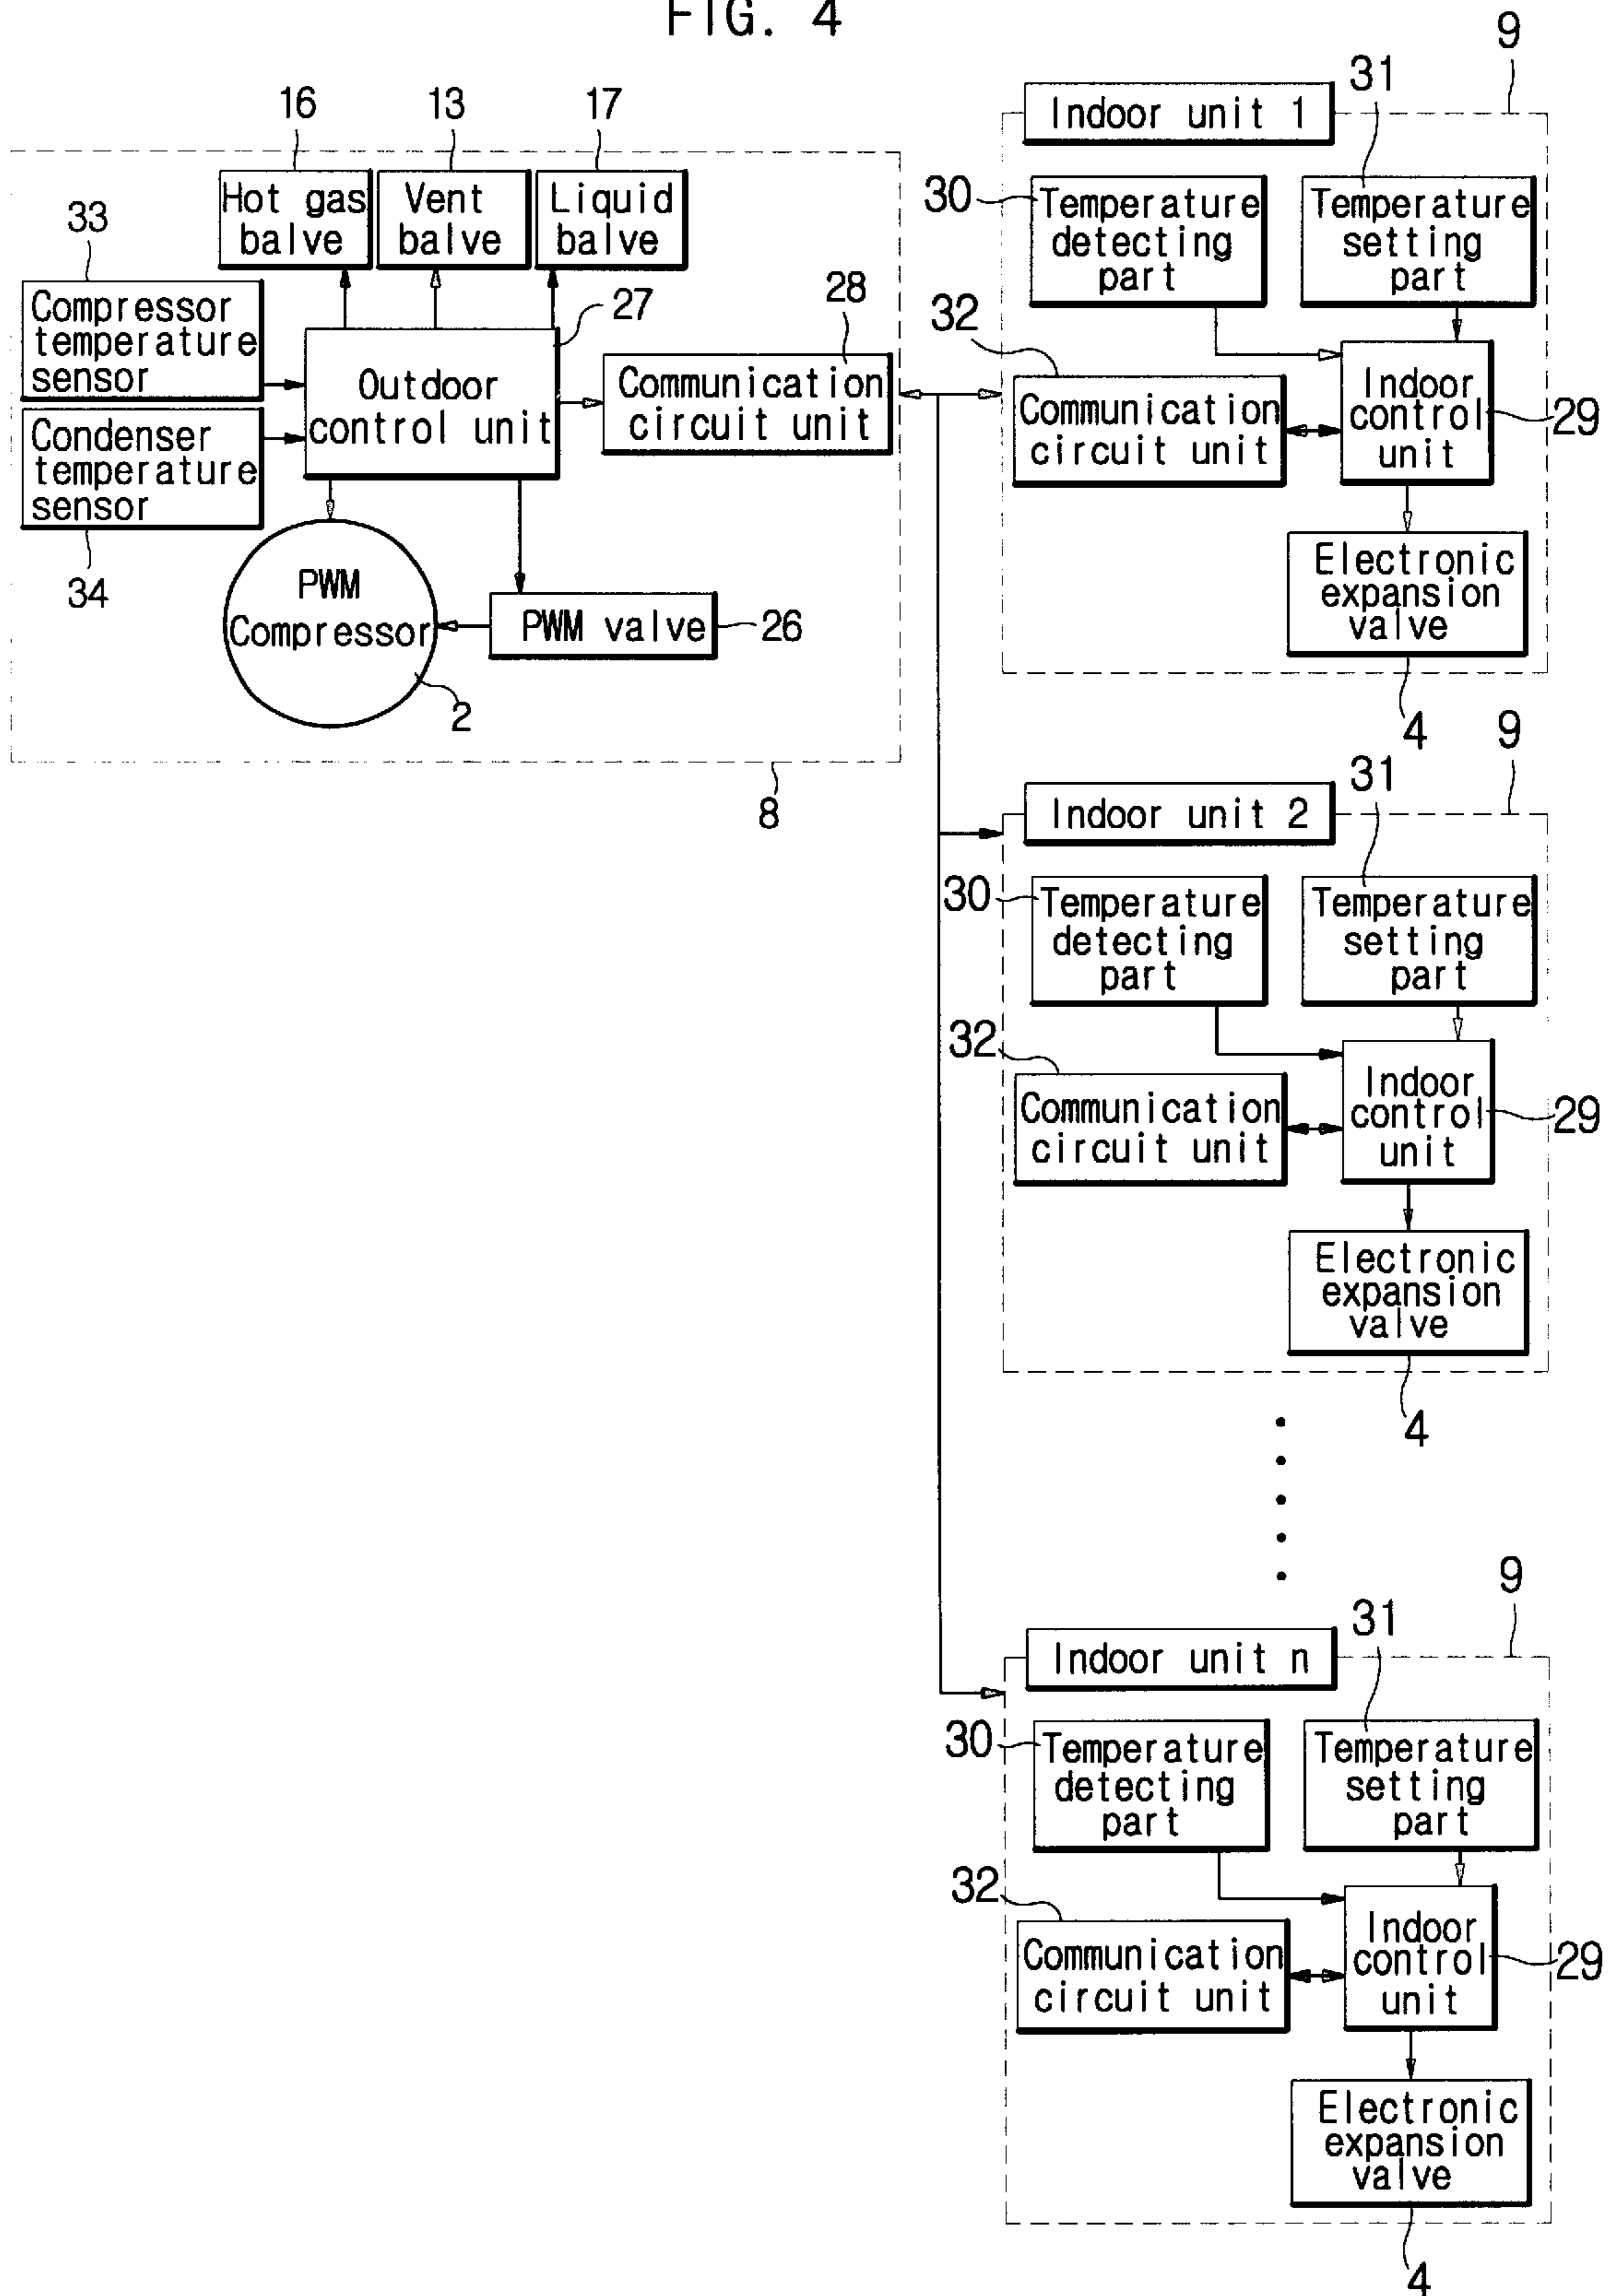 FIG. 4
16
13
17
33
Hot gas
balve
Vent
balve
Liquid
balve
Compressor
temperature
sensor
27
28
Outdoor
control unit
Communication
circuit unit
Condenser
temperature
sensor
34
PWM
Compressor
PWM valve
26
2
8
9
Indoor unit 1
31
30
Temperature
detecting
part
Temperature
setting
part
32
Communication
circuit unit
Indoor
control
unit
29
Electronic
expansion
valve
4
9
31
Indoor unit 2
30
Temperature
detecting
part
Temperature
setting
part
32
Communication
circuit unit
Indoor
control
unit
29
Electronic
expansion
valve
4
9
31
Indoor unit n
30
Temperature
detecting
part
Temperature
setting
part
32
Communication
circuit unit
Indoor
control
unit
29
Electronic
expansion
valve
4